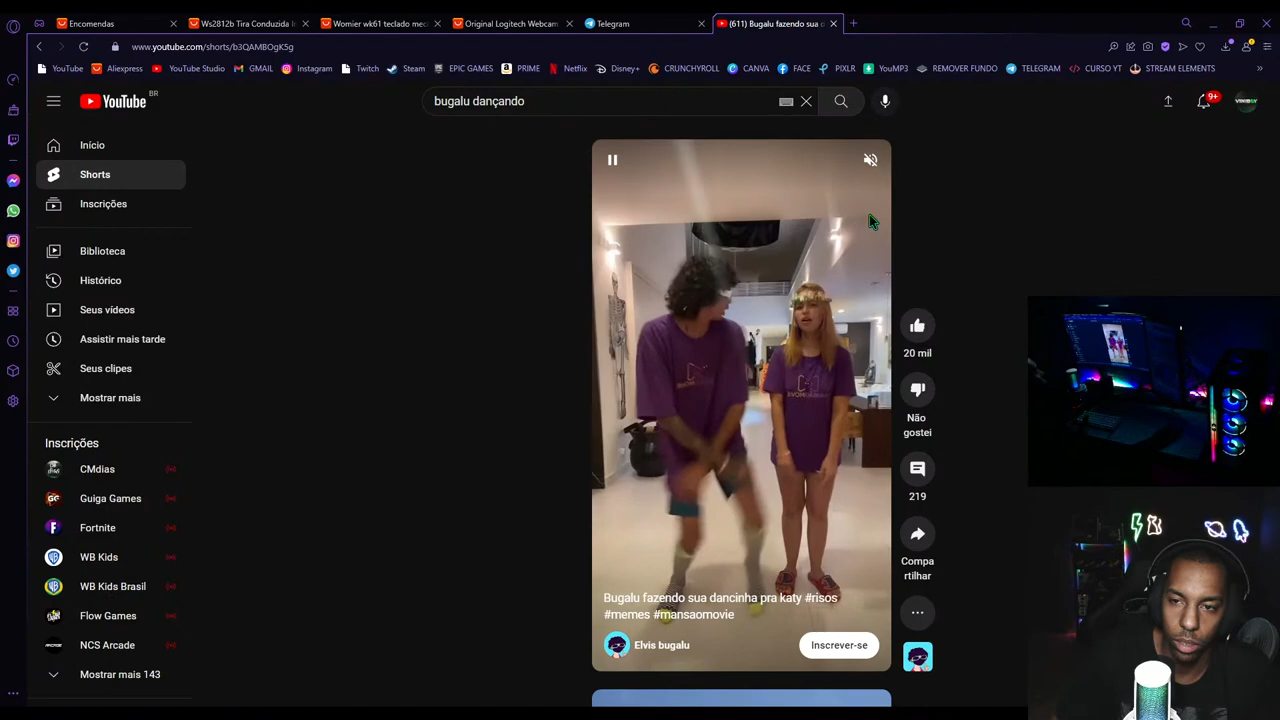 Encomendas
Ws2812b Tira Conduzida In
Womier wk61 teclado mec
Original Logitech Webcam
Telegram
(611) Bugalu fazendo sua d
www.youtube.com/shorts/b3QAMBOgK5g
YouTube
Aliexpress
YouTube Studio
GMAIL
Instagram
Twitch
Steam
EPIC GAMES
PRIME
Netflix
Disney+
CRUNCHYROLL
CANVA
FACE
PIXLR
YouMP3
REMOVER FUNDO
TELEGRAM
CURSO YT
STREAM ELEMENTS
YouTube BR
bugalu dançando
9+
Início
Shorts
Inscrições
Biblioteca
Histórico
Seus vídeos
Assistir mais tarde
Seus clipes
Mostrar mais
Inscrições
CMdias
Guiga Games
Fortnite
WB Kids
WB Kids Brasil
Flow Games
NCS Arcade
Mostrar mais 143
20 mil
Não
gostei
219
Compa
rtilhar
Bugalu fazendo sua dancinha pra katy #risos
#memes #mansaomovie
Elvis bugalu
Inscrever-se